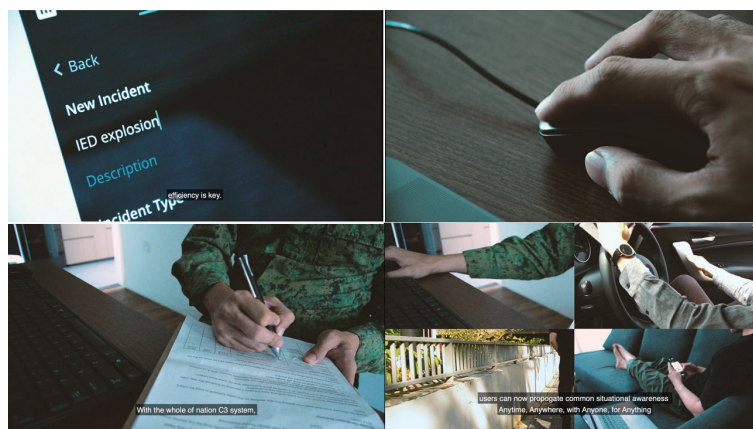 Back
New Incident
IED explosion
Description
Incident Type
efficiency is key.
With the whole of nation C3 system,
users can now propogate common situational awareness
Anytime, Anywhere, with Anyone, for Anything